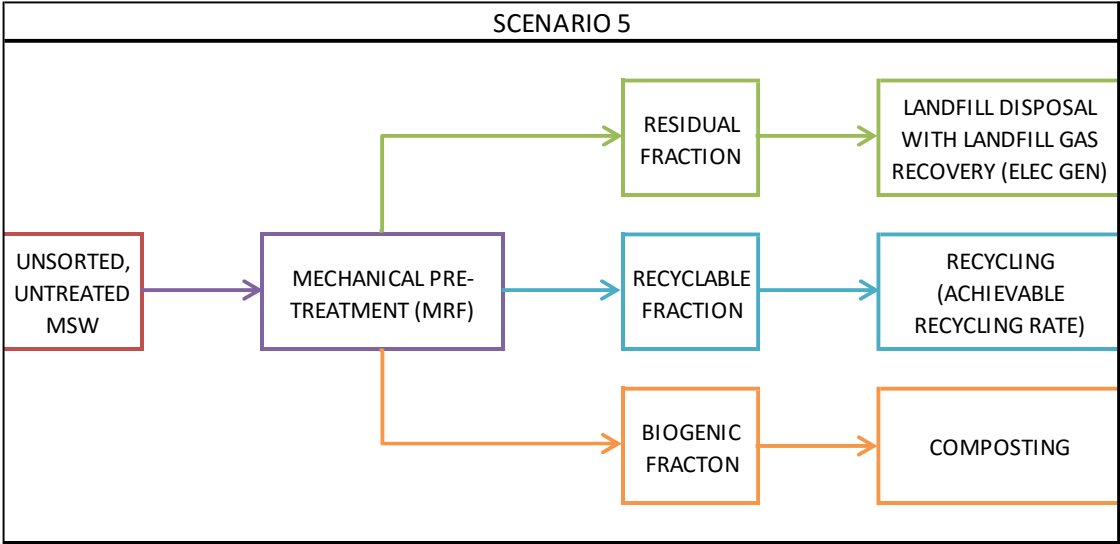 SCENARIO 5
RESIDUAL
FRACTION
LANDFILL DISPOSAL
WITH LANDFILL GAS
RECOVERY (ELEC GEN)
UNSORTED,
UNTREATED
MSW
MECHANICAL PRE-
TREATMENT (MRF)
RECYCLABLE
FRACTION
RECYCLING
(ACHIEVABLE
RECYCLING RATE)
BIOGENIC
FRACTON
COMPOSTING